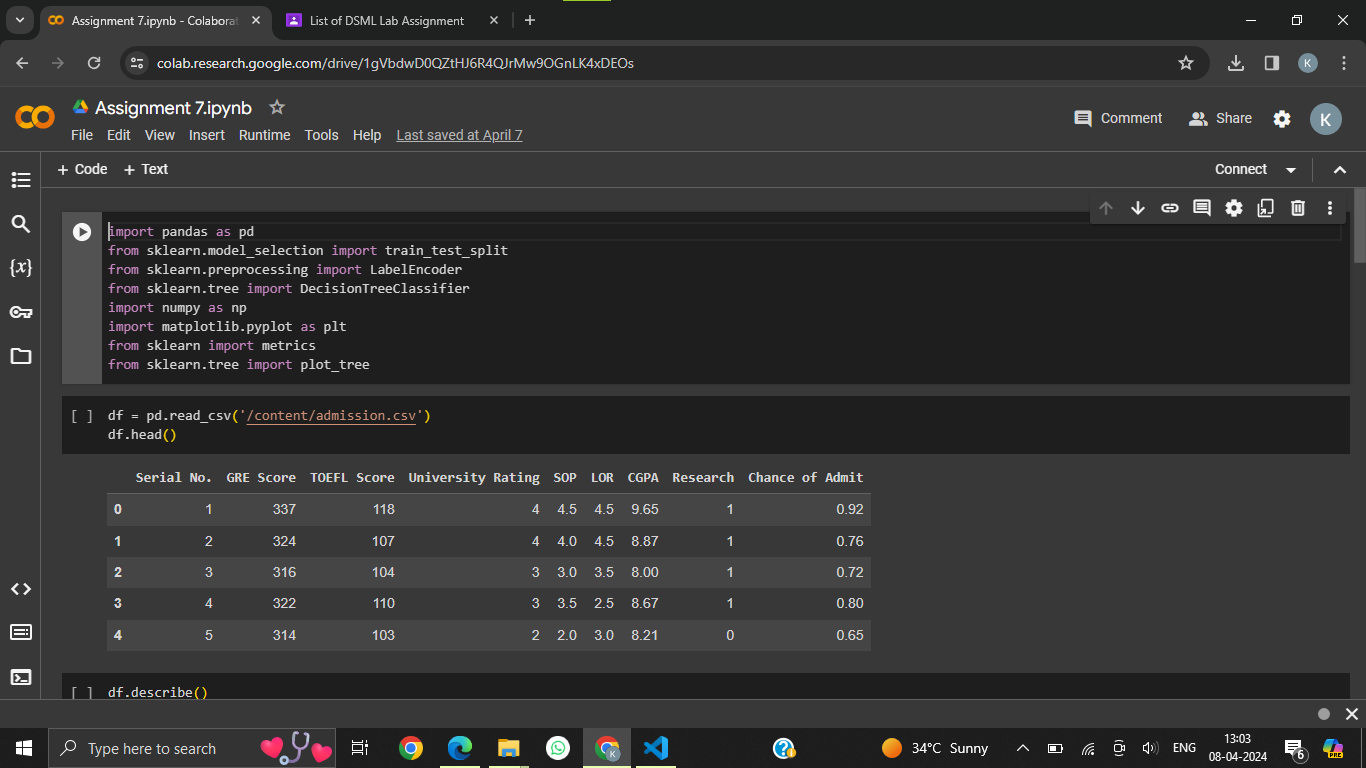 Assignment 7.ipynb - Colaborat
List of DSML Lab Assignment
colab.research.google.com/drive/1gVbdwD0QZtHJ6R4QJrMw9OGnLK4xDEOs
K
Assignment 7.ipynb
File Edit View Insert Runtime Tools Help Last saved at April 7
Comment Share K
+ Code + Text
Connect
import pandas as pd
from sklearn.model_selection import train_test_split
from sklearn.preprocessing import LabelEncoder
from sklearn.tree import DecisionTreeClassifier
import numpy as np
import matplotlib.pyplot as plt
from sklearn import metrics
from sklearn.tree import plot_tree
[ ] df = pd.read_csv('/content/admission.csv')
df.head()
Serial No. GRE Score TOEFL Score University Rating SOP LOR CGPA Research Chance of Admit
0 1 337 118 4 4.5 4.5 9.65 1 0.92
1 2 324 107 4 4.0 4.5 8.87 1 0.76
2 3 316 104 3 3.0 3.5 8.00 1 0.72
3 4 322 110 3 3.5 2.5 8.67 1 0.80
4 5 314 103 2 2.0 3.0 8.21 0 0.65
[ ] df.describe()
Type here to search
K
34°C Sunny
ENG
13:03
08-04-2024
6
PRE